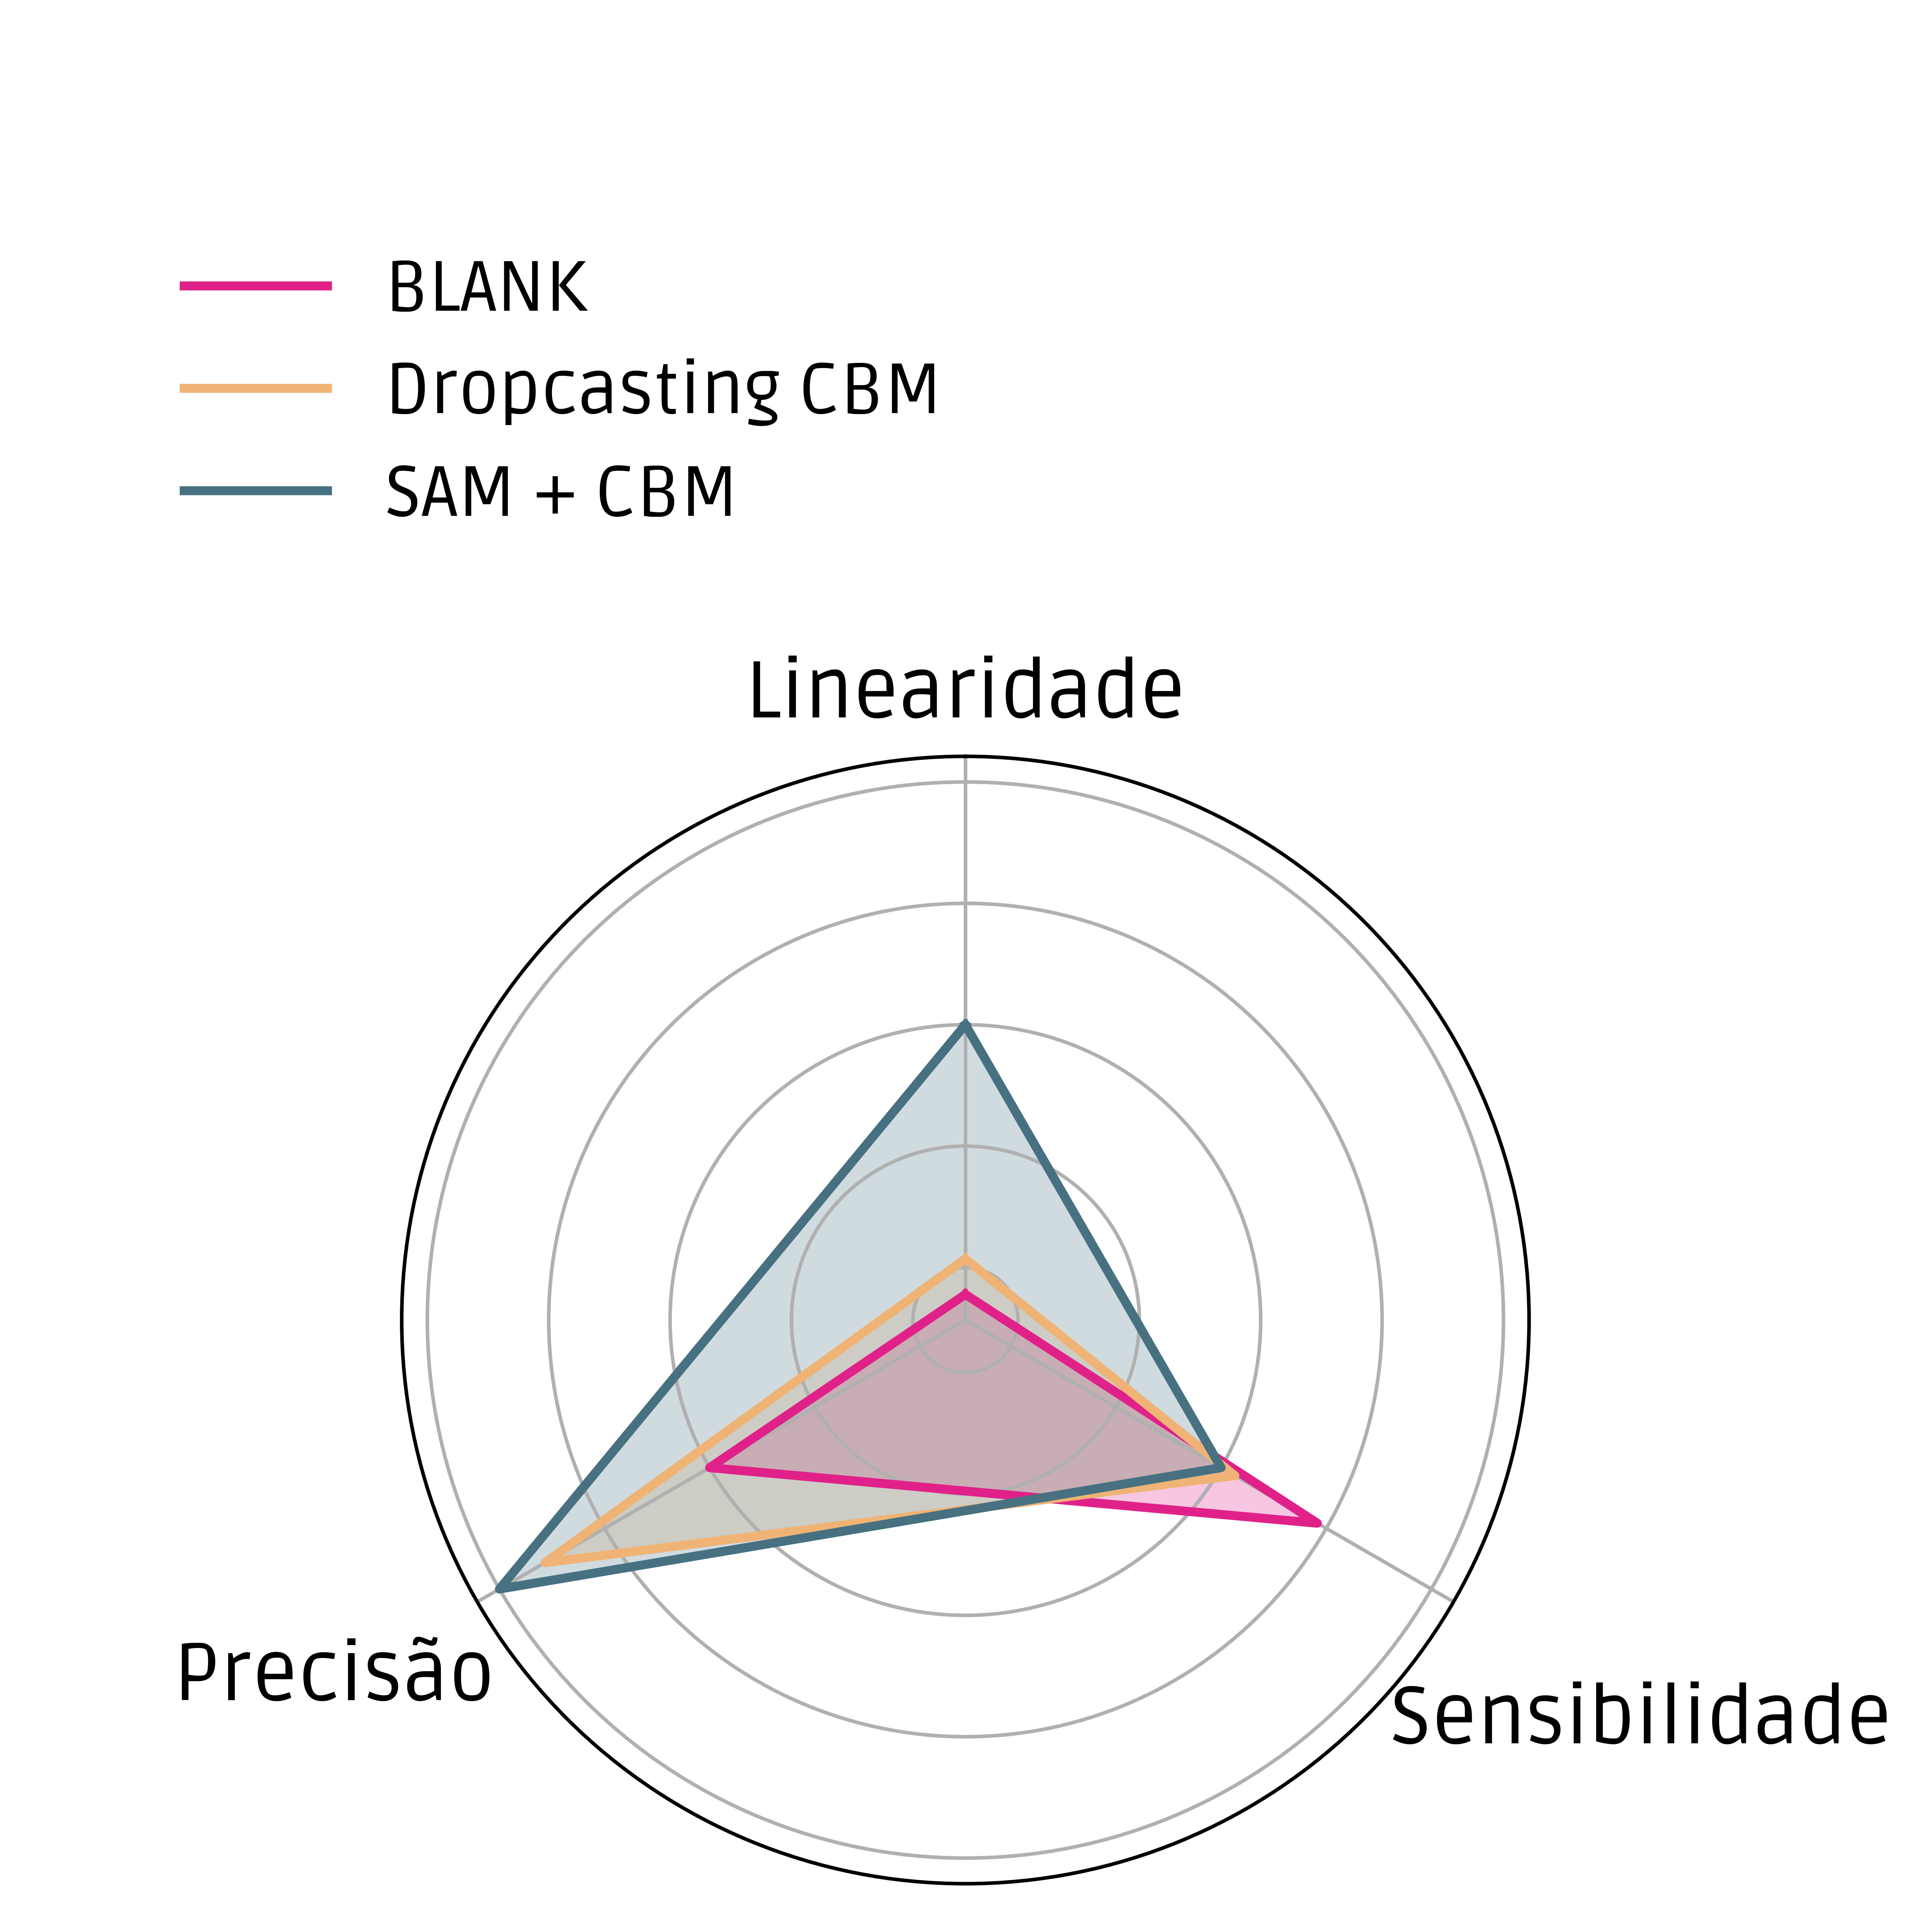 BLANK
Dropcasting CBM
SAM + CBM
Linearidade
Precisão
Sensibilidade